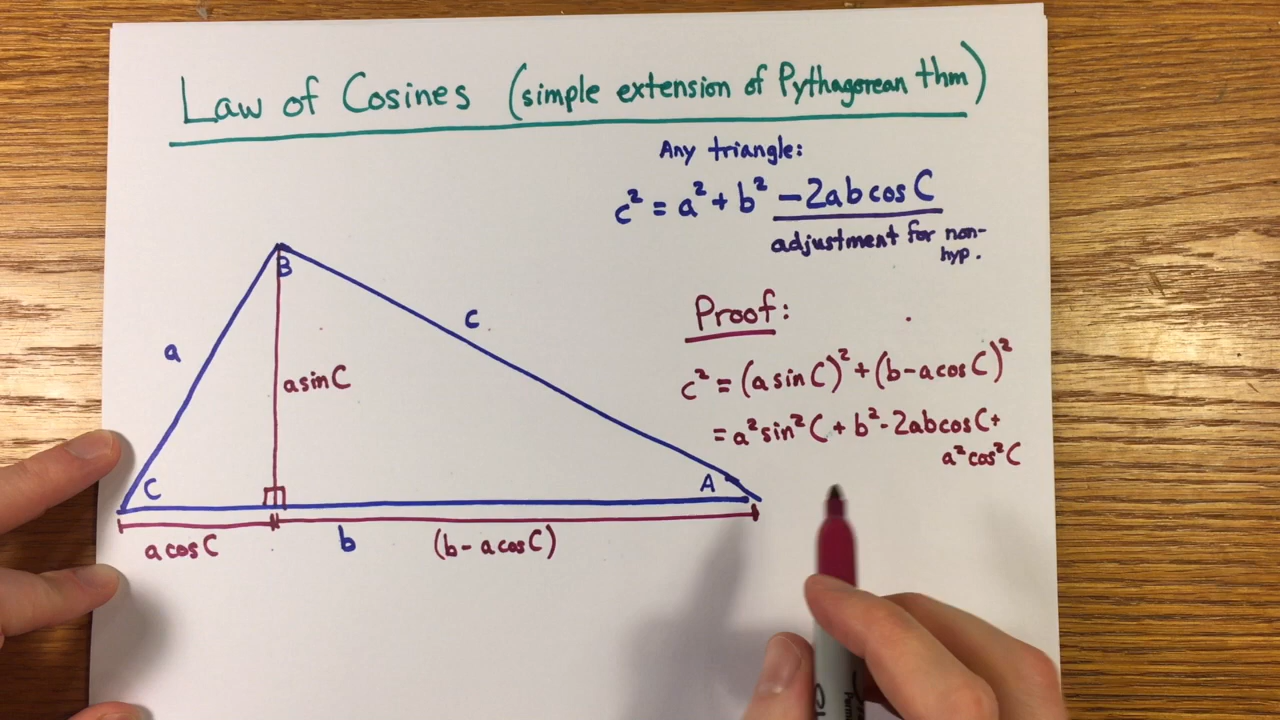 Law of Cosines (simple extension of Pythagorean thm)
Any triangle:
c² = a² + b² - 2ab cos C
adjustment for non-
hyp.
B
c
a
a sin C
C
A
a cos C
b
(b - a cos C)
Proof:
c² = (a sin C)² + (b - a cos C)²
= a² sin² C + b² - 2ab cos C +
a² cos² C